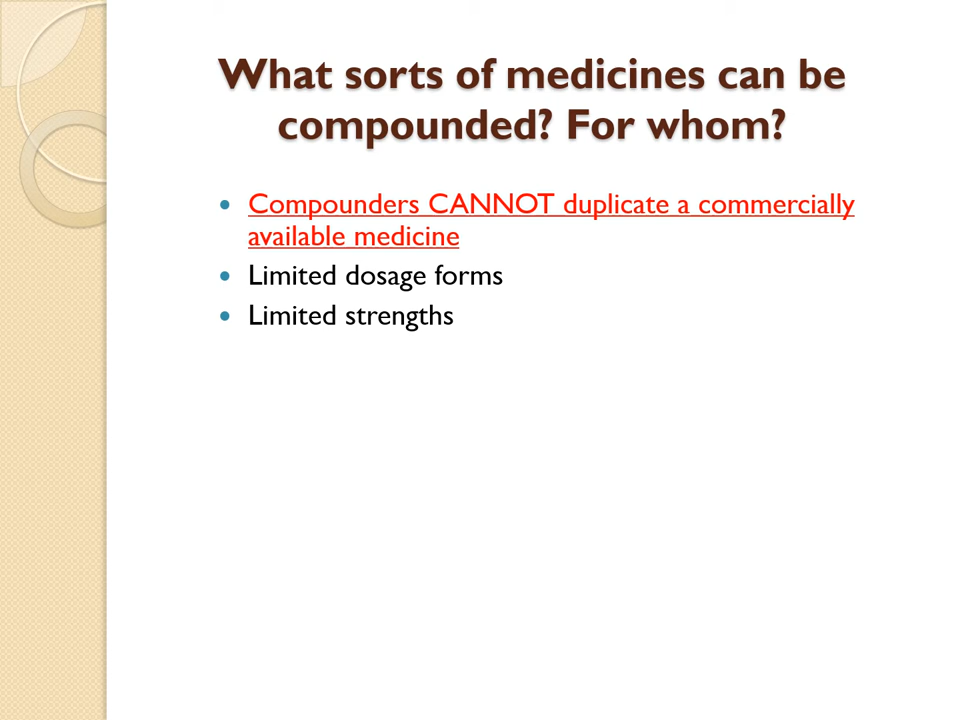 What sorts of medicines can be
compounded? For whom?
• Compounders CANNOT duplicate a commercially
available medicine
• Limited dosage forms
• Limited strengths